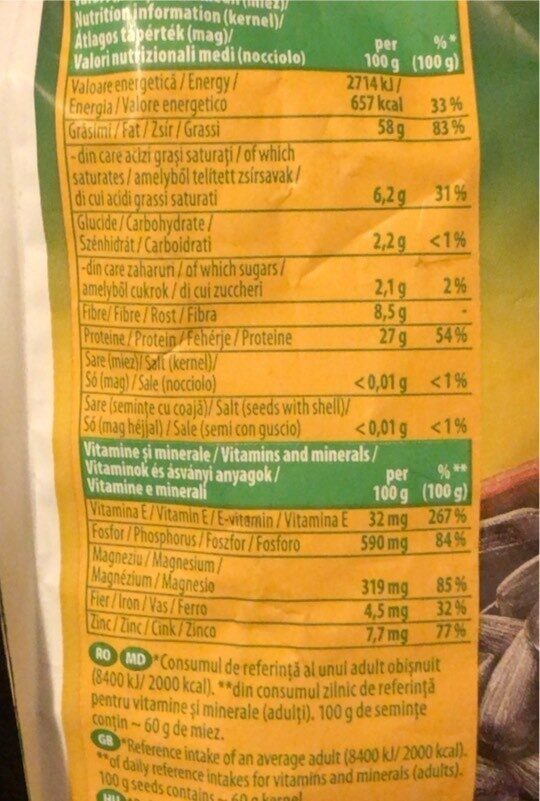 Nutrition information (kernel)/
Átlagos tápérték (mag)/
Valori nutrizionali medi (nocciolo)
per %*
100 g (100 g)
Valoare energetică / Energy /
Energia / Valore energetico
2714 kJ /
657 kcal 33 %
Grăsimi / Fat / Zsír / Grassi 58 g 83 %
-din care acizi grași saturați / of which
saturates / amelyből telített zsírsavak /
di cui acidi grassi saturati 6,2 g 31 %
Glucide / Carbohydrate /
Szénhidrát / Carboidrati 2,2 g <1 %
-din care zaharuri / of which sugars /
amelyből cukrok / di cui zuccheri 2,1 g 2 %
Fibre / Fibre / Rost / Fibra 8,5 g -
Proteine / Protein / Fehérje / Proteine 27 g 54 %
Sare (miez)/ Salt (kernel)/
Só (mag) / Sale (nocciolo) <0,01 g <1 %
Sare (semințe cu coajă)/ Salt (seeds with shell)/
Só (mag héjjal) / Sale (semi con guscio) <0,01 g <1 %
Vitamine și minerale / Vitamins and minerals /
Vitaminok és ásványi anyagok /
Vitamine e minerali
per %**
100 g (100 g)
Vitamina E / Vitamin E / E-vitamin / Vitamina E 32 mg 267 %
Fosfor / Phosphorus / Foszfor / Fosforo 590 mg 84 %
Magneziu / Magnesium /
Magnézium / Magnesio 319 mg 85 %
Fier / Iron / Vas / Ferro 4,5 mg 32 %
Zinc / Zinc / Cink / Zinco 7,7 mg 77 %
RO MD *Consumul de referință al unui adult obișnuit
(8400 kJ/ 2000 kcal). **din consumul zilnic de referință
pentru vitamine și minerale (adulți). 100 g de semințe
conțin ~ 60 g de miez.
GB *Reference intake of an average adult (8400 kJ/ 2000 kcal).
**of daily reference intakes for vitamins and minerals (adults).
100 g seeds contains ~ 60 g kernel
HU